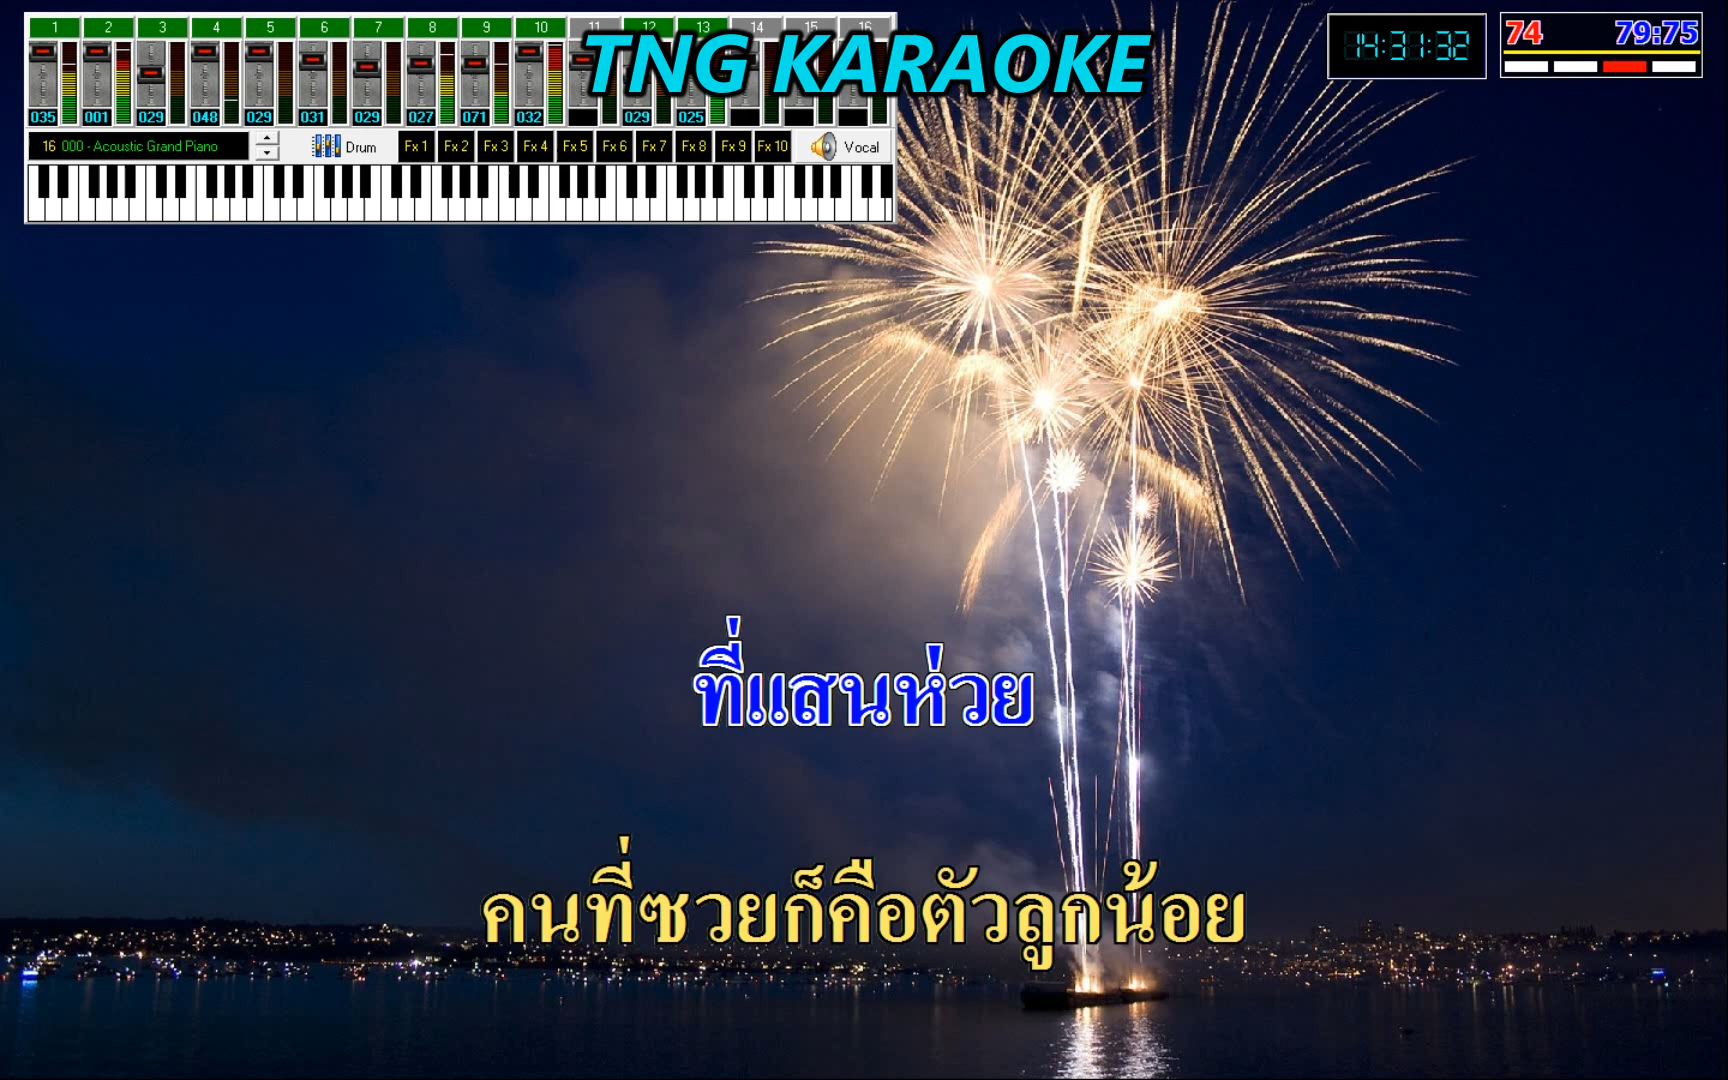 1 2 3 4 5 6 7 8 9 10 11 12 13 14 15 16
TNG KARAOKE
14:31:32
74 79:75
035 001 029 048 029 031 029 027 071 032 029 025
16 000 - Acoustic Grand Piano Drum Fx 1 Fx 2 Fx 3 Fx 4 Fx 5 Fx 6 Fx 7 Fx 8 Fx 9 Fx 10 Vocal
ที่แสนห่วย
คนที่ซวยก็คือตัวลูกน้อย